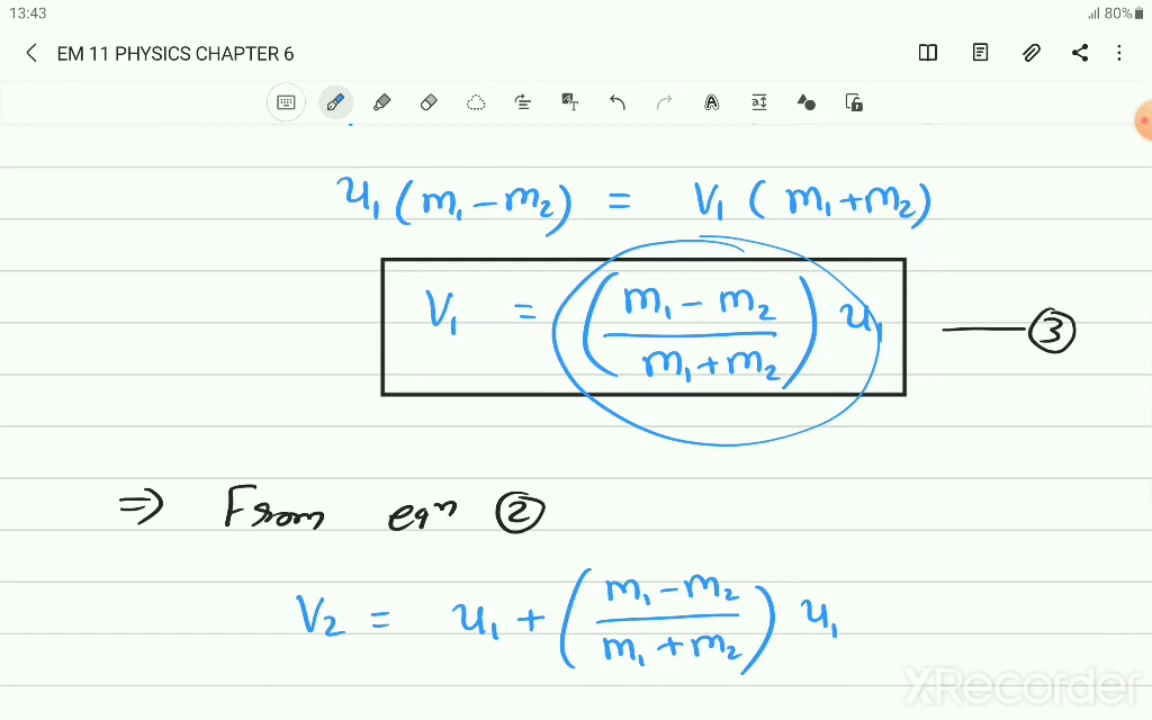 13:43
80%
EM 11 PHYSICS CHAPTER 6
u₁ (m₁ - m₂) = V₁ (m₁ + m₂)
V₁ = ((m₁ - m₂)/(m₁ + m₂)) u₁ — ③
⇒ From eqⁿ ②
V₂ = u₁ + ((m₁ - m₂)/(m₁ + m₂)) u₁
XRecorder